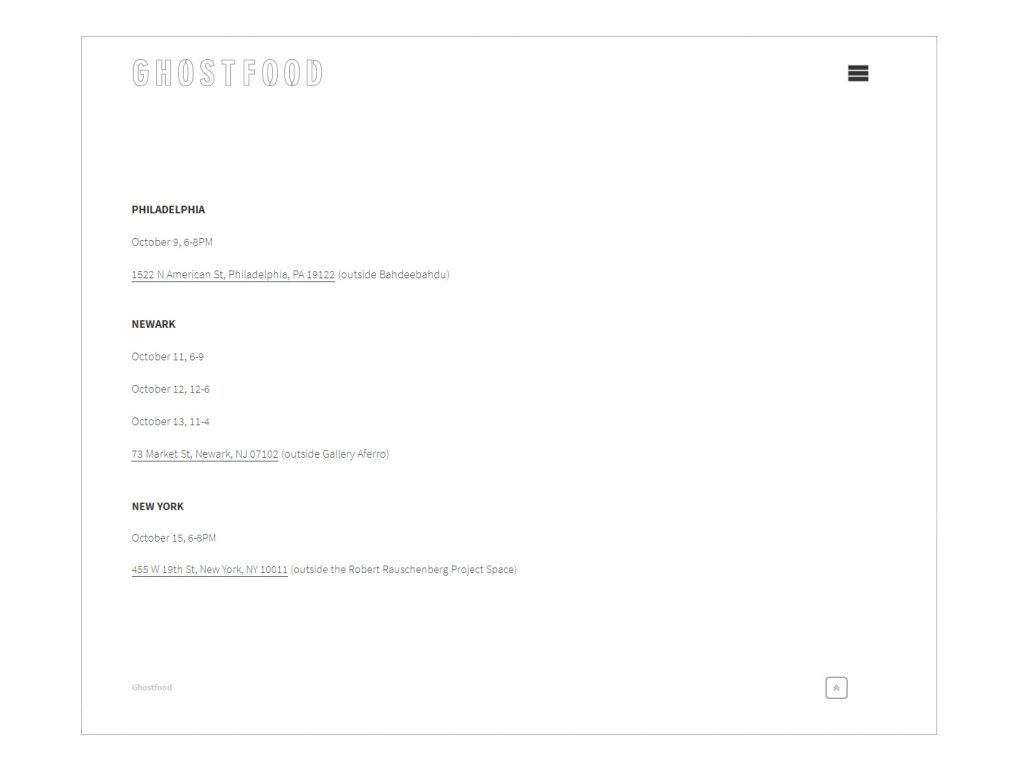 GHOSTFOOD
PHILADELPHIA
October 9, 6-8PM
1522 N American St, Philadelphia, PA 19122 (outside Bahdeebahdu)
NEWARK
October 11, 6-9
October 12, 12-6
October 13, 11-4
73 Market St, Newark, NJ 07102 (outside Gallery Aferro)
NEW YORK
October 15, 6-8PM
455 W 19th St, New York, NY 10011 (outside the Robert Rauschenberg Project Space)
Ghostfood